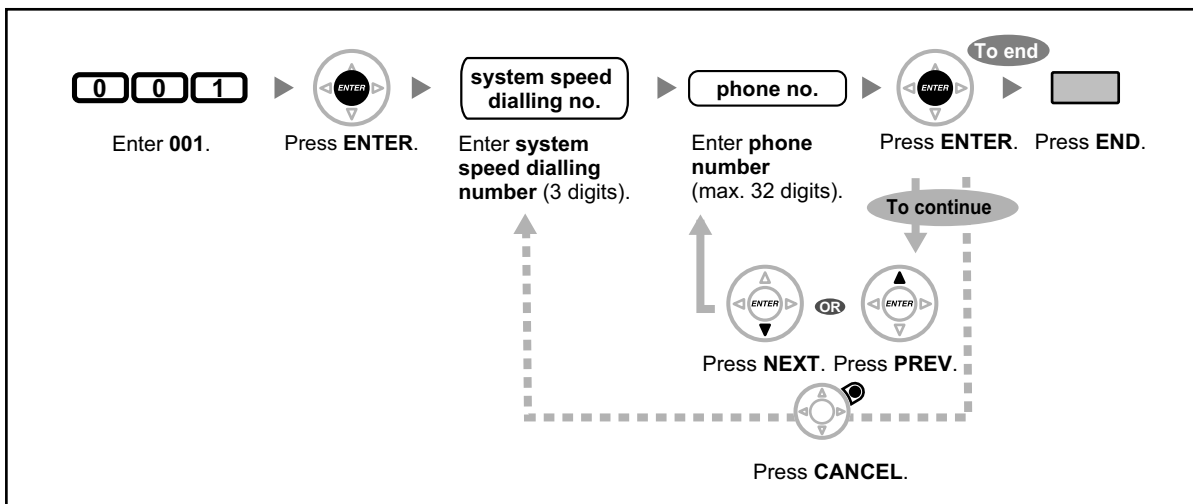 To end
0 0 1
ENTER
system speed
dialling no.
phone no.
ENTER
Enter 001.
Press ENTER.
Enter system
speed dialling
number (3 digits).
Enter phone
number
(max. 32 digits).
Press ENTER.
Press END.
To continue
ENTER
OR
ENTER
Press NEXT.
Press PREV.
Press CANCEL.